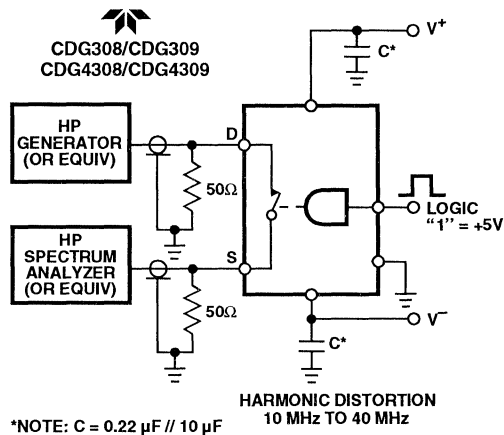 CDG308/CDG309
CDG4308/CDG4309
V+
C*
HP
GENERATOR
(OR EQUIV)
D
50Ω
LOGIC
“1” = +5V
HP
SPECTRUM
ANALYZER
(OR EQUIV)
S
50Ω
V−
C*
HARMONIC DISTORTION
10 MHz TO 40 MHz
*NOTE: C = 0.22 µF // 10 µF